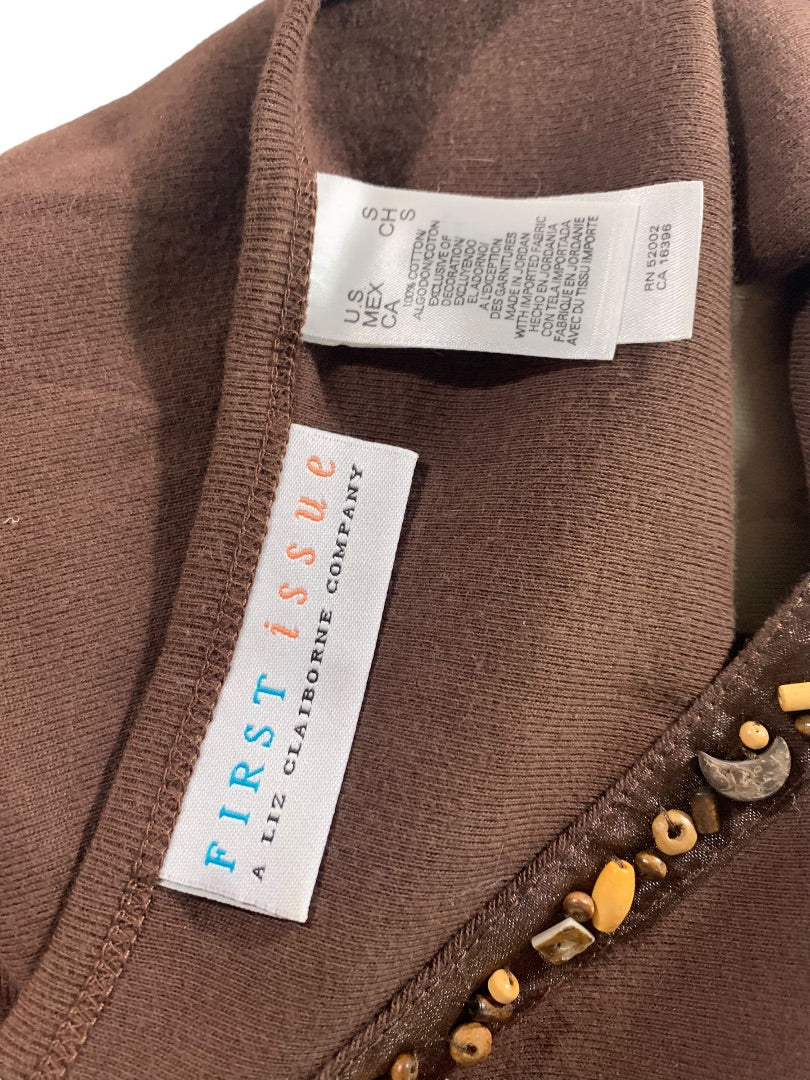 U.S. S
MEX CH
CA S
100% COTTON
ALGODON/COTON
EXCLUSIVE OF
DECORATION/
EXCLUYENDO
EL ADORNO/
A L'EXCEPTION
DES GARNITURES
MADE IN JORDAN
WITH IMPORTED FABRIC
HECHO EN JORDANIA
CON TELA IMPORTADA
FABRIQUE EN JORDANIE
AVEC DU TISSU IMPORTE
RN 52002
CA 16396
FIRST issue
A LIZ CLAIBORNE COMPANY